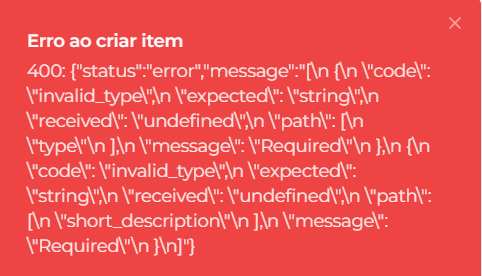 Erro ao criar item
400: {"status":"error","message":"[\n {\n \"code\":
\"invalid_type\",\n \"expected\": \"string\",\n
\"received\": \"undefined\",\n \"path\": [\n
\"type\"\n ],\n \"message\": \"Required\"\n },\n {\n
\"code\": \"invalid_type\",\n \"expected\":
\"string\",\n \"received\": \"undefined\",\n \"path\":
[\n \"short_description\"\n ],\n \"message\":
\"Required\"\n }\n]"}